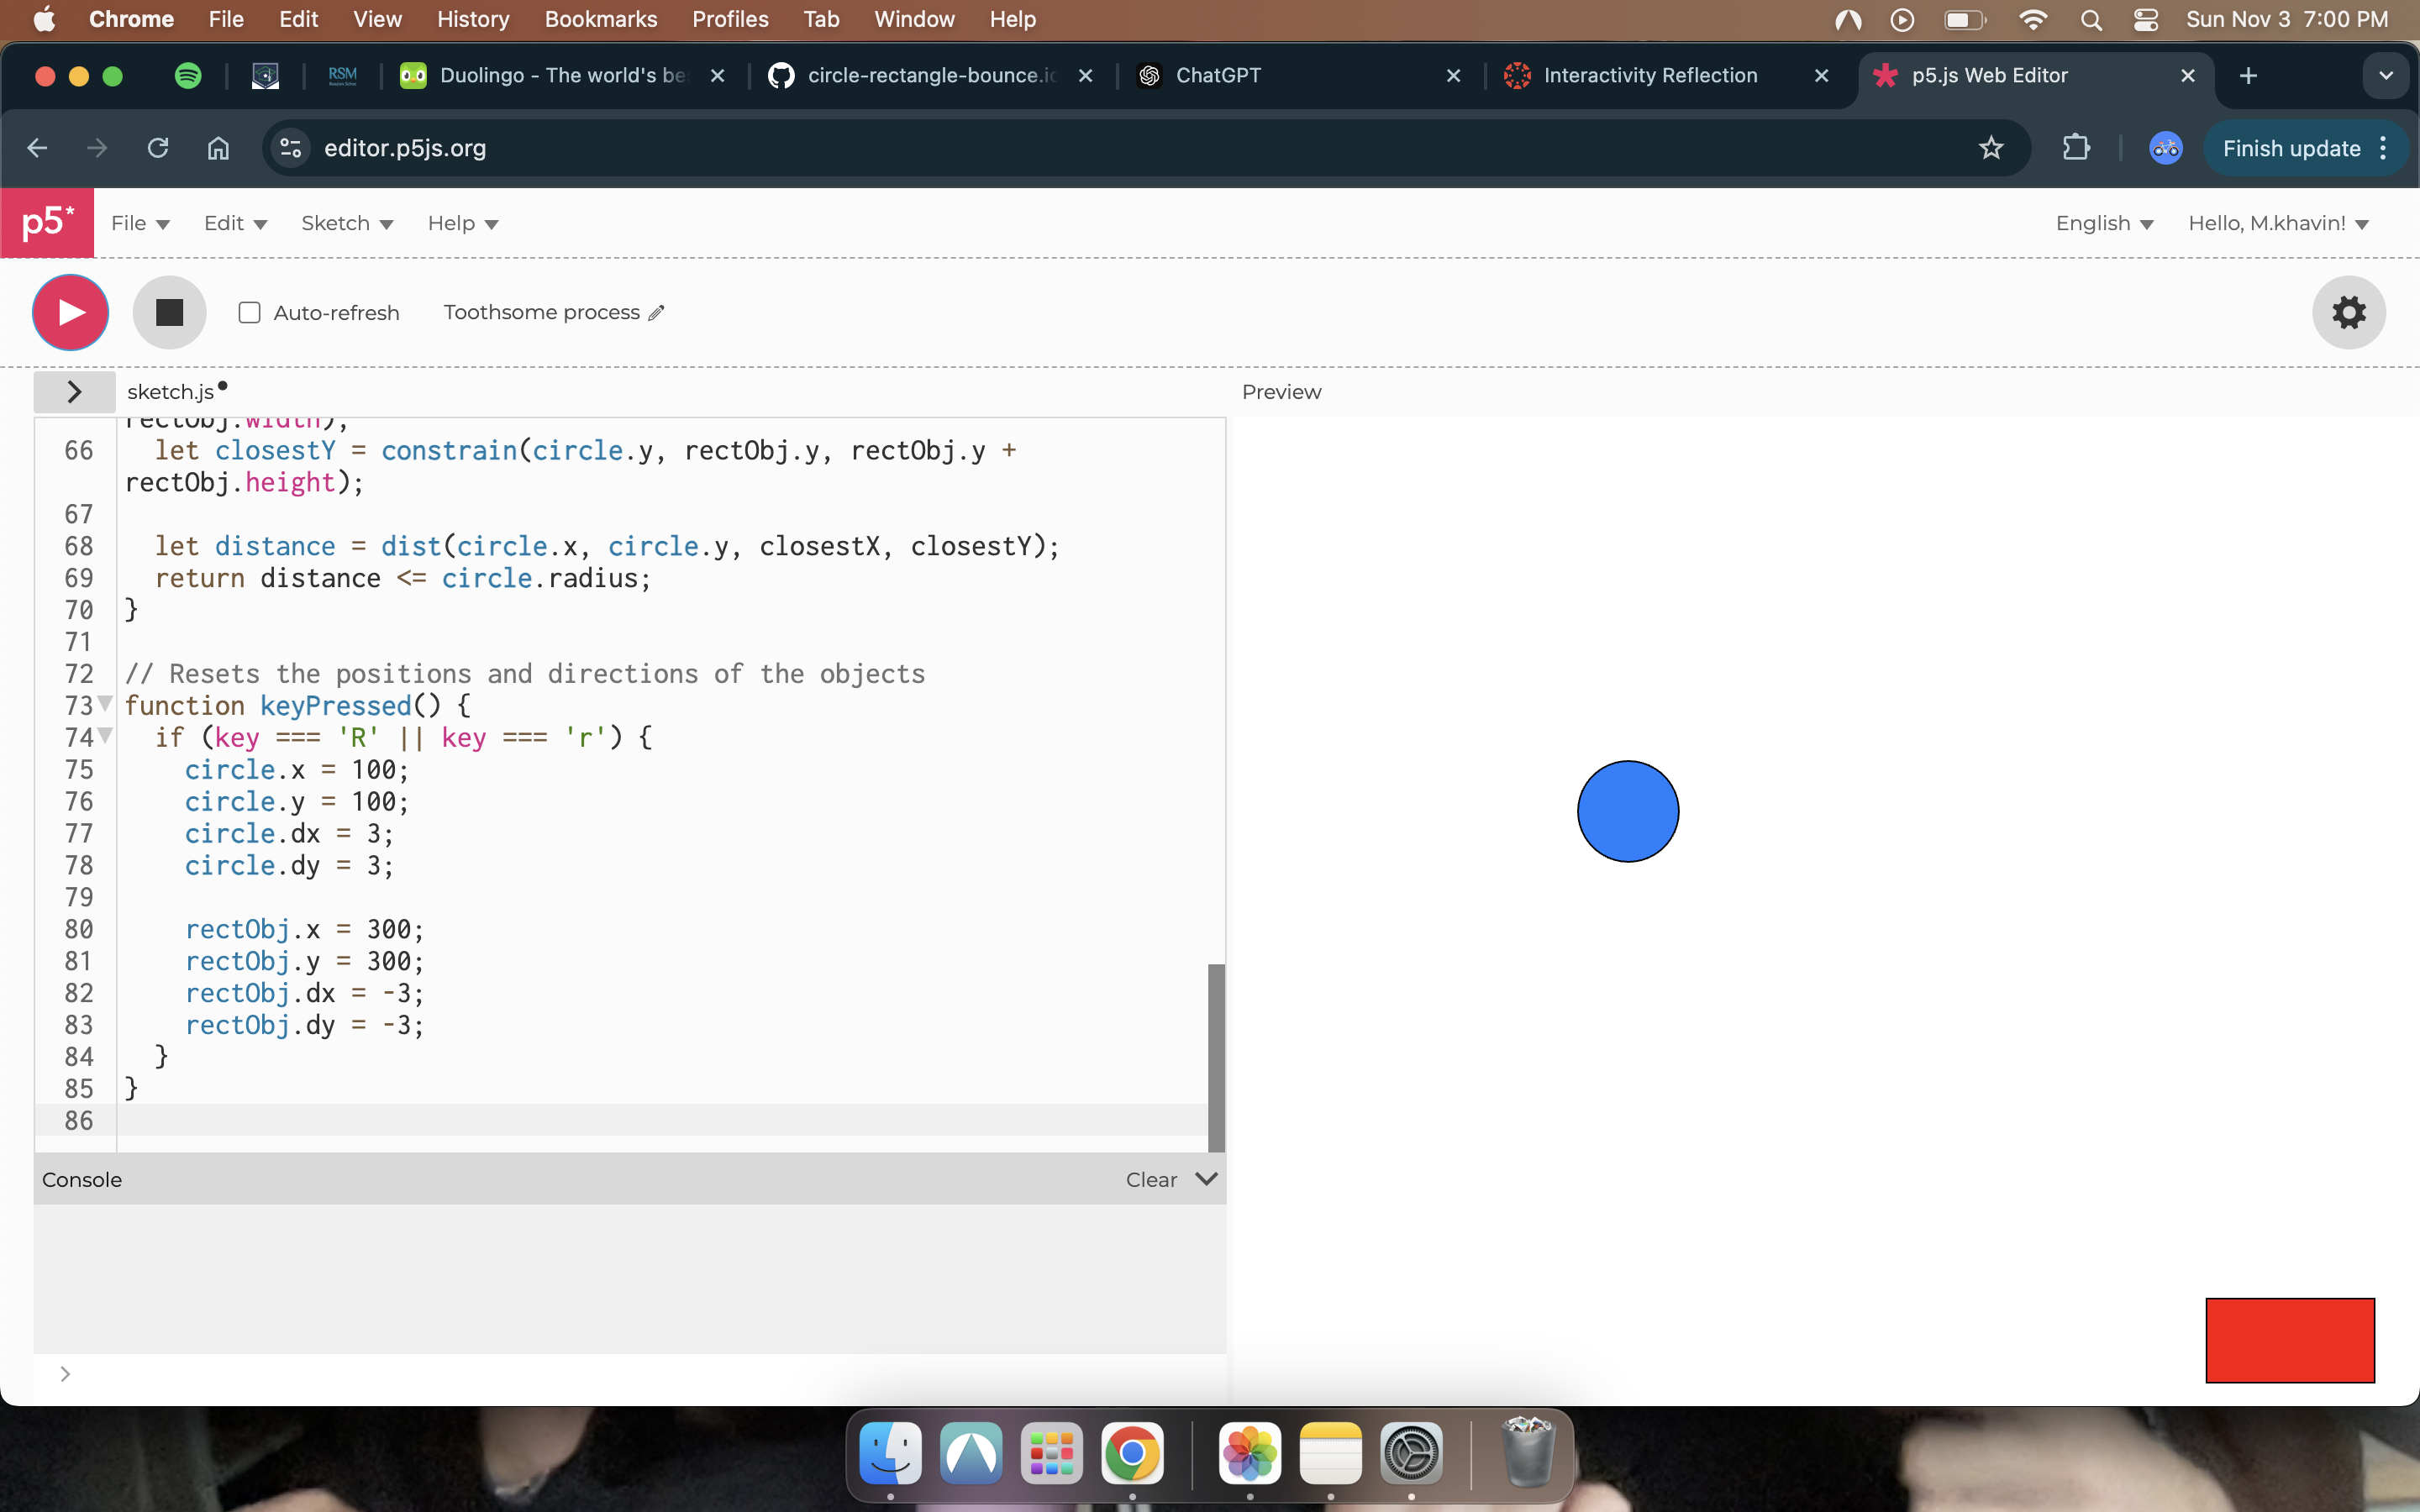 Chrome File Edit View History Bookmarks Profiles Tab Window Help Sun Nov 3 7:00 PM
RSM Duolingo - The world's be circle-rectangle-bounce.io ChatGPT Interactivity Reflection p5.js Web Editor
editor.p5js.org Finish update
p5* File Edit Sketch Help English Hello, M.khavin!
Auto-refresh Toothsome process
sketch.js Preview
rectObj.width);
66 let closestY = constrain(circle.y, rectObj.y, rectObj.y +
rectObj.height);
67
68 let distance = dist(circle.x, circle.y, closestX, closestY);
69 return distance <= circle.radius;
70 }
71
72 // Resets the positions and directions of the objects
73 function keyPressed() {
74 if (key === 'R' || key === 'r') {
75 circle.x = 100;
76 circle.y = 100;
77 circle.dx = 3;
78 circle.dy = 3;
79
80 rectObj.x = 300;
81 rectObj.y = 300;
82 rectObj.dx = -3;
83 rectObj.dy = -3;
84 }
85 }
86
Console Clear
>